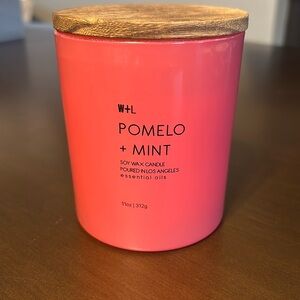 W+L
POMELO
+ MINT
SOY WAX CANDLE
POURED IN LOS ANGELES
essential oils
11oz | 312g